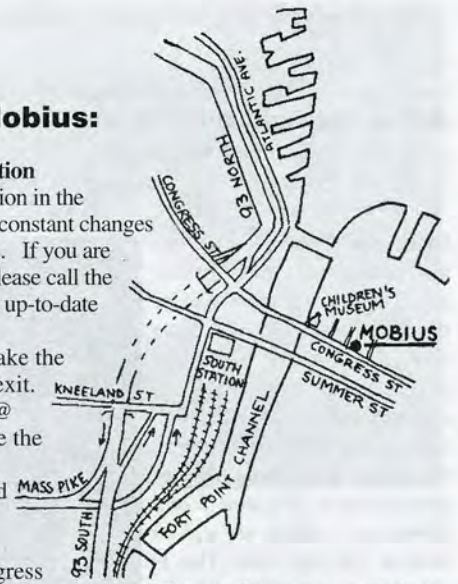 lobius:
tion
ion in the
constant changes
. If you are
lease call the
up-to-date
ake the
exit.
@
e the
d
gress
93 NORTH
ATLANTIC AVE.
CONGRESS ST
CHILDREN'S
MUSEUM
MOBIUS
CONGRESS ST
SUMMER ST
SOUTH
STATION
KNEELAND ST
FORT POINT CHANNEL
MASS PIKE
93 SOUTH